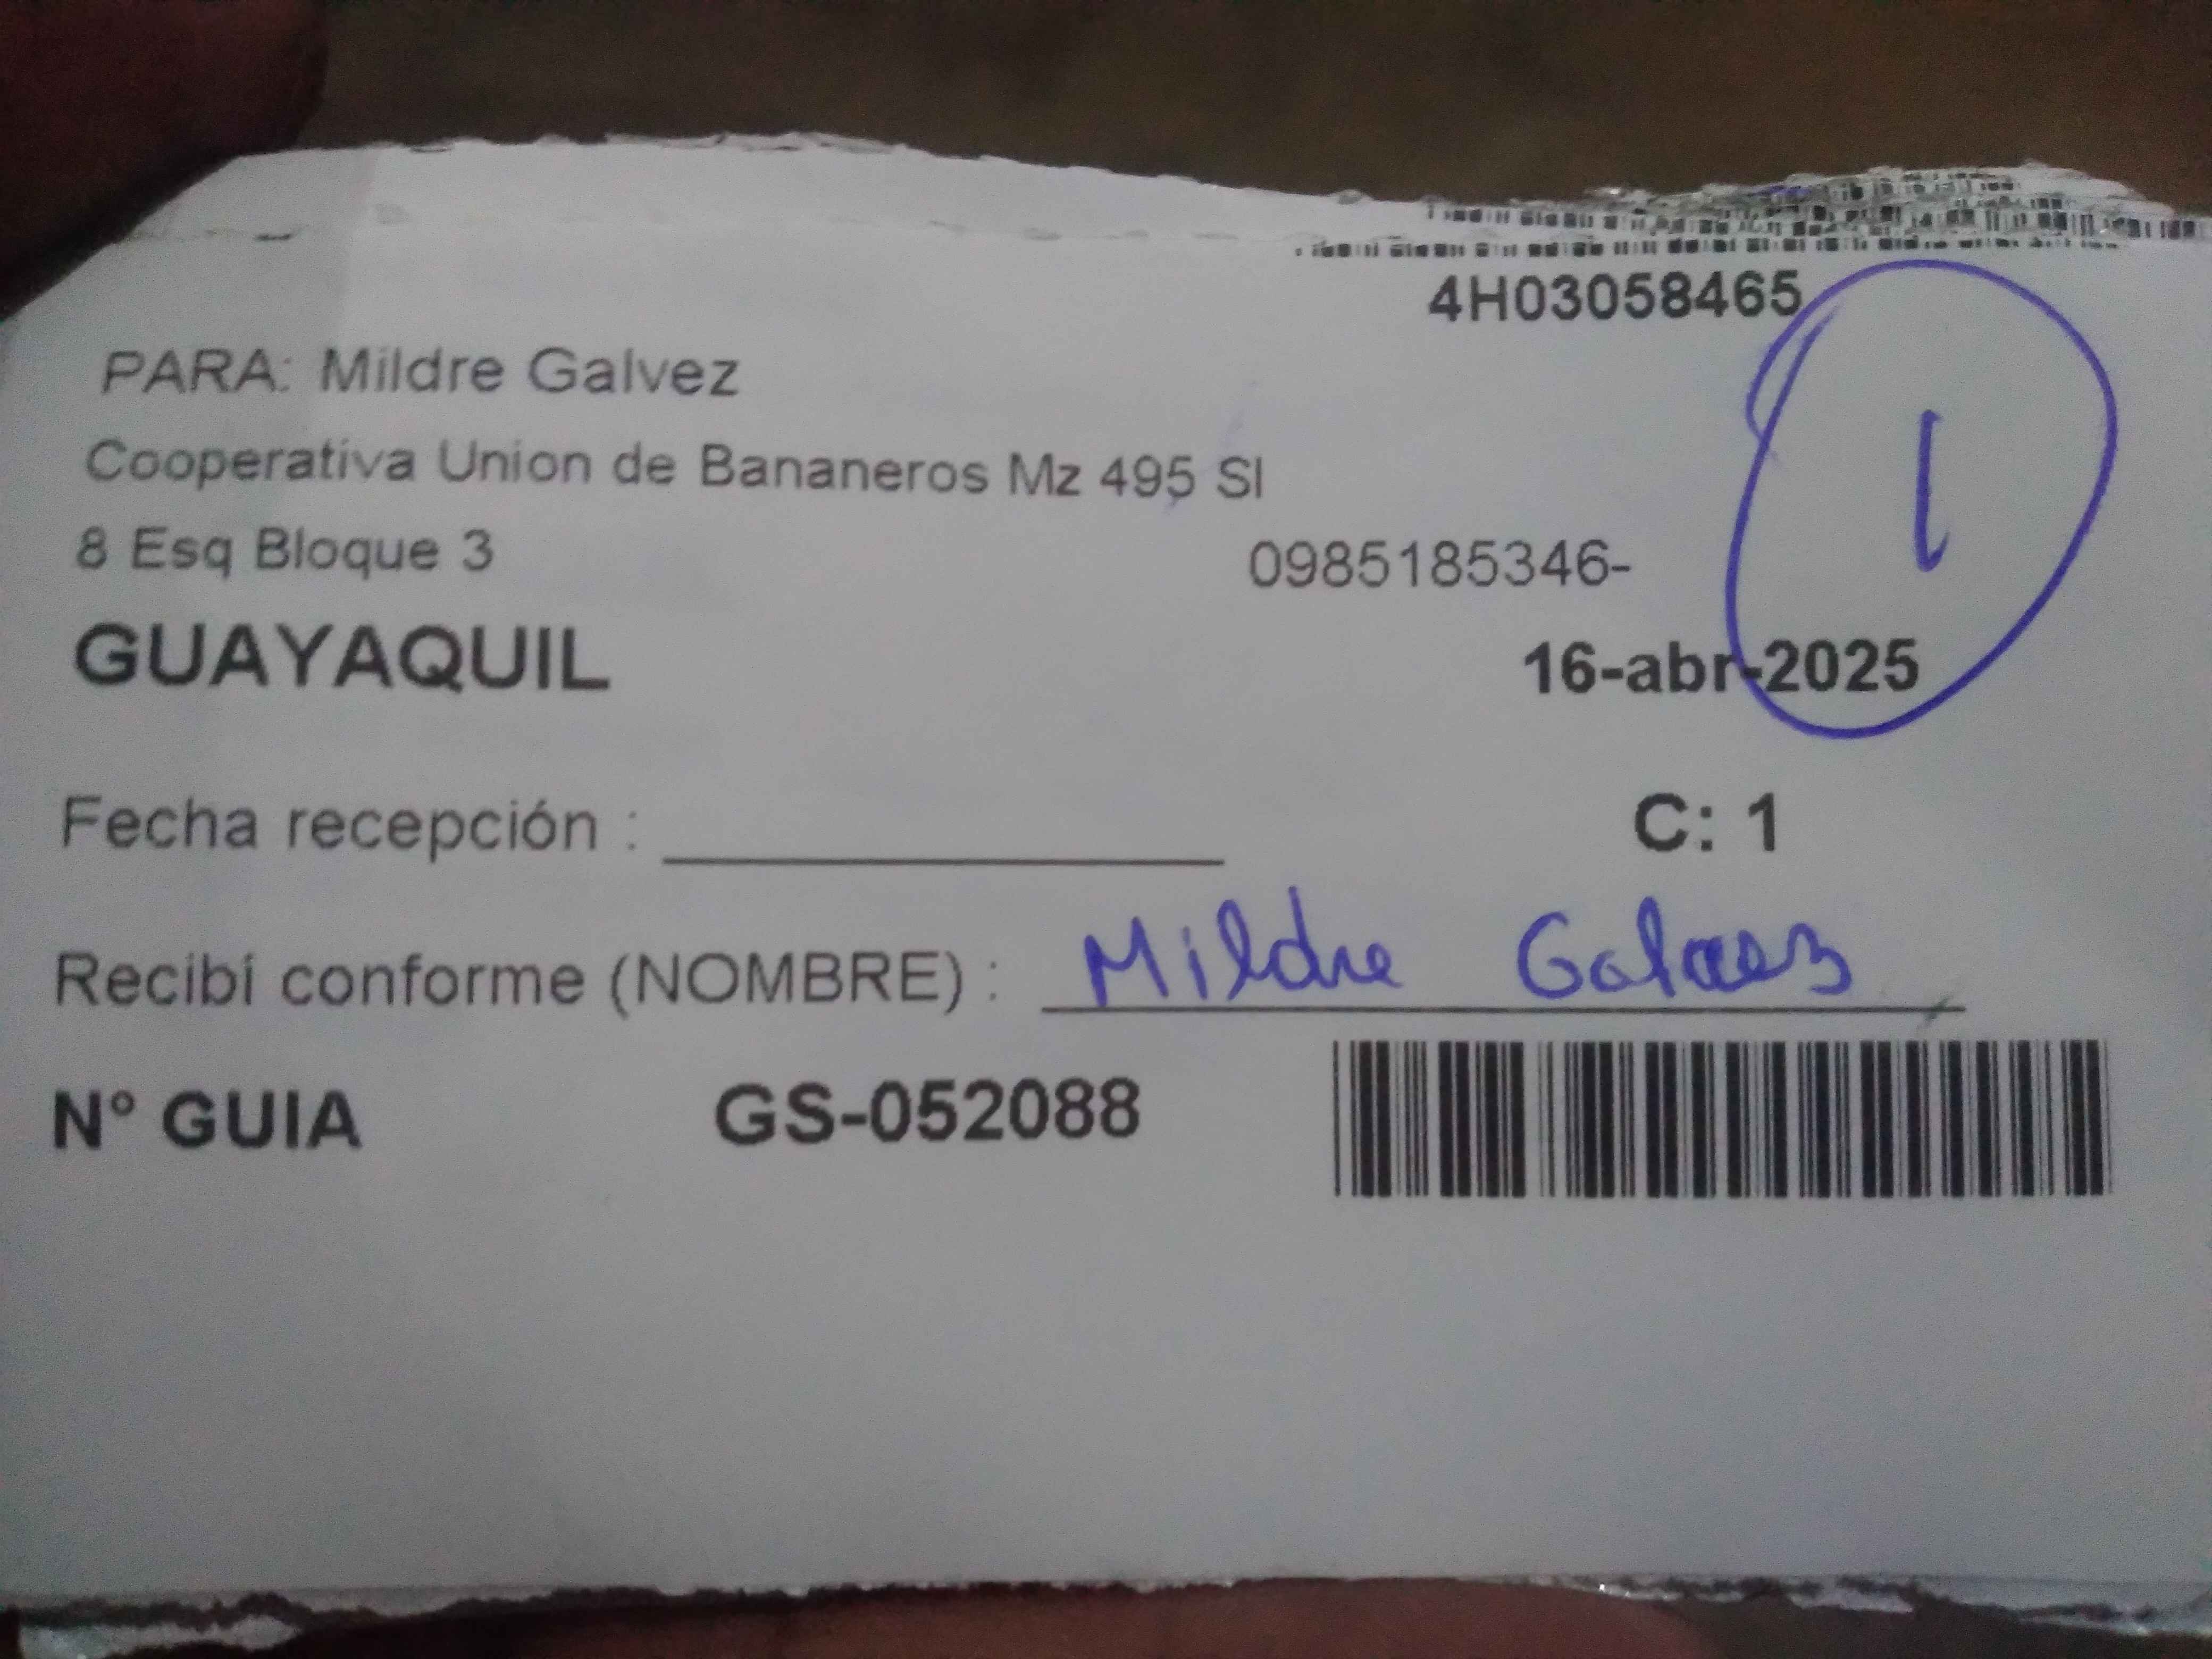 4H03058465
PARA: Mildre Galvez
Cooperativa Union de Bananeros Mz 495 Sl
8 Esq Bloque 3
0985185346-
1
GUAYAQUIL
16-abr-2025
Fecha recepción :
C: 1
Recibí conforme (NOMBRE) : Mildre
N° GUIA GS-052088